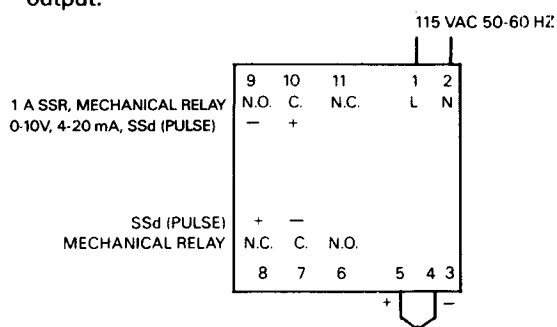 output.
115 VAC 50-60 HZ
9 10 11 1 2
1 A SSR, MECHANICAL RELAY N.O. C. N.C. L N
0-10V, 4-20 mA, SSd (PULSE) — +
SSd (PULSE) + —
MECHANICAL RELAY N.C. C. N.O.
8 7 6 5 4 3
+ —